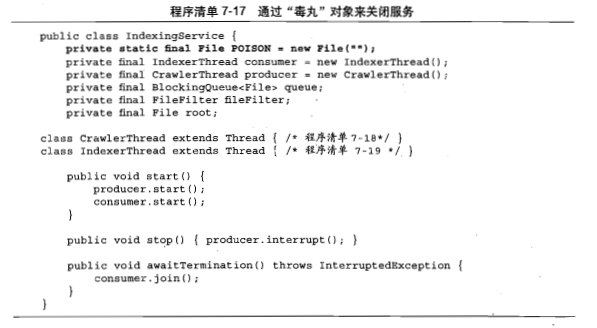 程序清单 7-17 通过“毒丸”对象来关闭服务
public class IndexingService {
    private static final File POISON = new File("");
    private final IndexerThread consumer = new IndexerThread();
    private final CrawlerThread producer = new CrawlerThread();
    private final BlockingQueue<File> queue;
    private final FileFilter fileFilter;
    private final File root;

class CrawlerThread extends Thread { /* 程序清单 7-18*/ }
class IndexerThread extends Thread { /* 程序清单 7-19 */ }

    public void start() {
        producer.start();
        consumer.start();
    }

    public void stop() { producer.interrupt(); }

    public void awaitTermination() throws InterruptedException {
        consumer.join();
    }
}